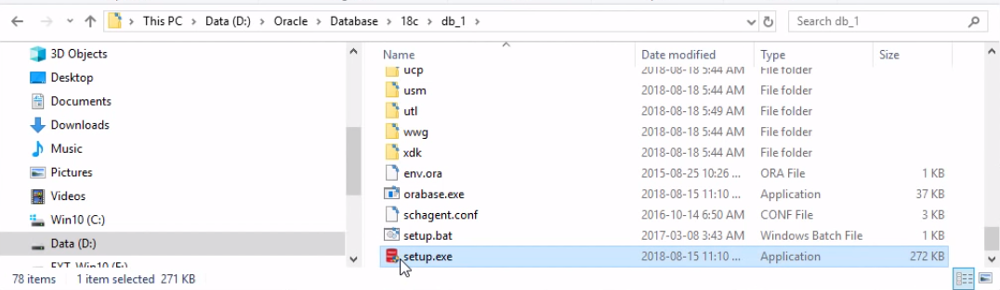 This PC > Data (D:) > Oracle > Database > 18c > db_1 >
Search db_1
3D Objects
Desktop
Documents
Downloads
Music
Pictures
Videos
Win10 (C:)
Data (D:)
EXT_Win10 (E:)
Name Date modified Type Size
ucp 2018-08-18 5:44 AM File folder
usm 2018-08-18 5:44 AM File folder
utl 2018-08-18 5:49 AM File folder
wwg 2018-08-18 5:44 AM File folder
xdk 2018-08-18 5:44 AM File folder
env.ora 2015-08-25 10:26 ... ORA File 1 KB
orabase.exe 2018-08-15 11:10 ... Application 37 KB
schagent.conf 2016-10-14 6:50 AM CONF File 3 KB
setup.bat 2017-03-08 3:43 AM Windows Batch File 1 KB
setup.exe 2018-08-15 11:10 ... Application 272 KB
78 items 1 item selected 271 KB